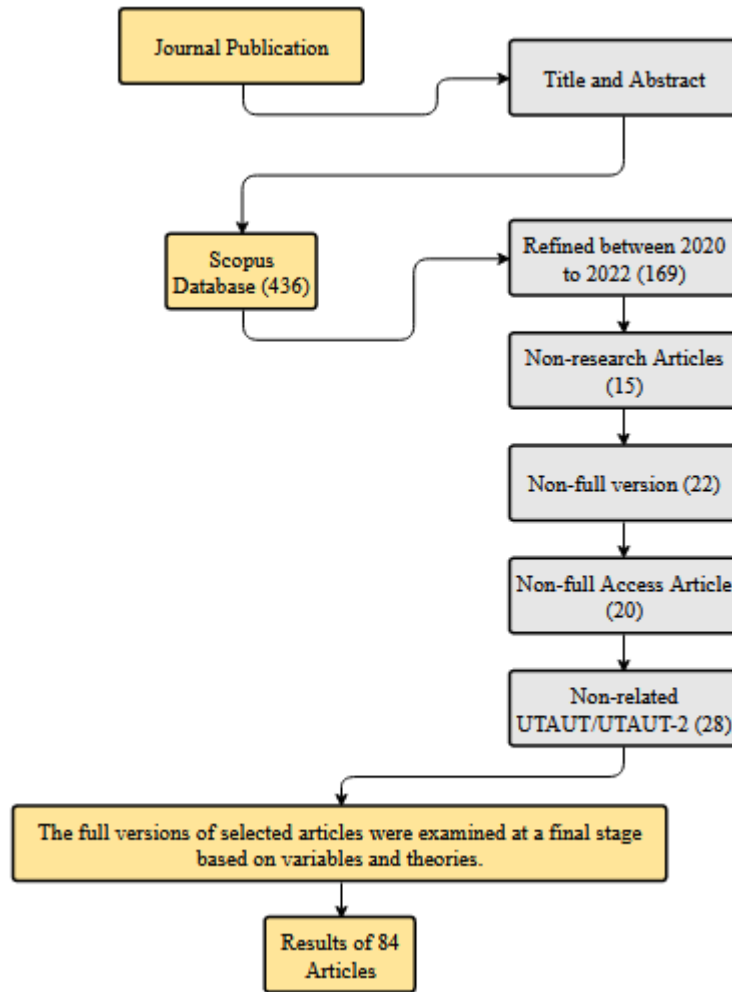 Journal Publication
Title and Abstract
Scopus
Database (436)
Refined between 2020
to 2022 (169)
Non-research Articles
(15)
Non-full version (22)
Non-full Access Article
(20)
Non-related
UTAUT/UTAUT-2 (28)
The full versions of selected articles were examined at a final stage
based on variables and theories.
Results of 84
Articles